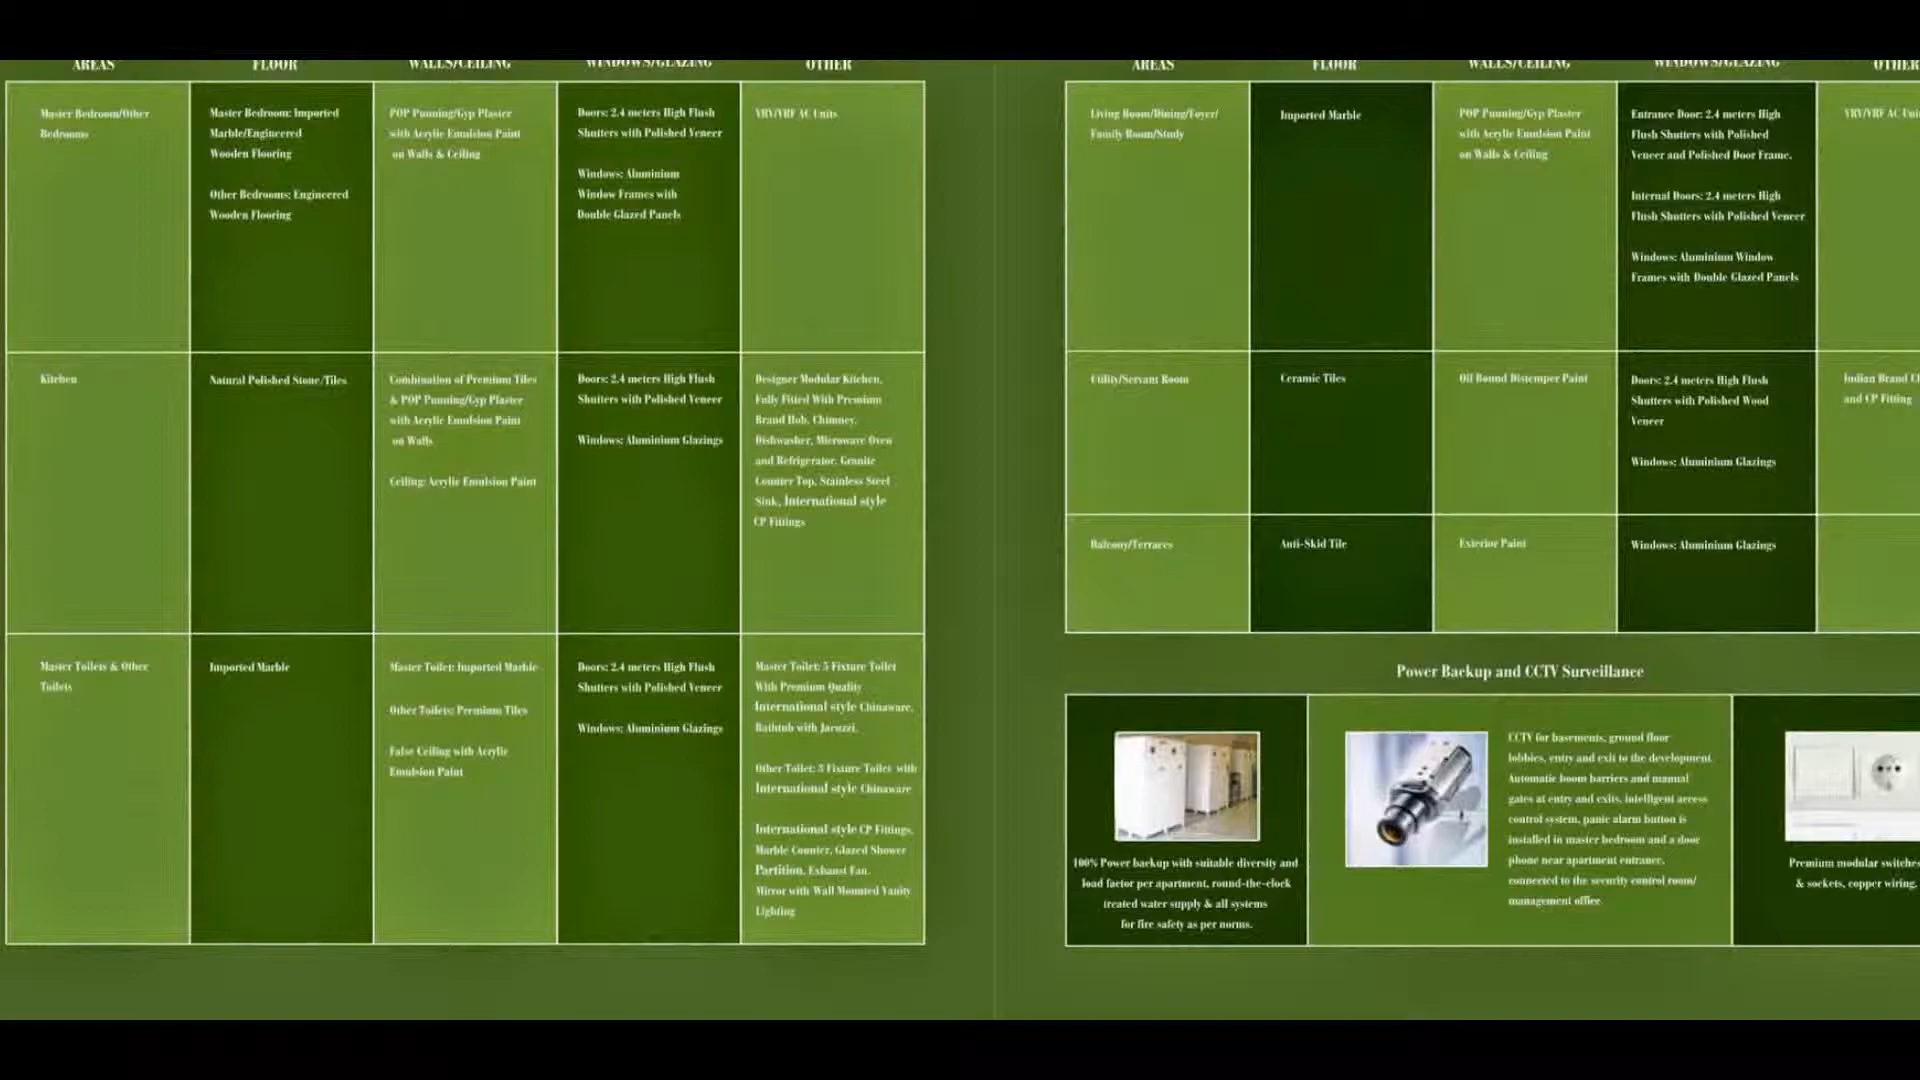 AREAS
FLOOR
WALLS/CEILING
WINDOWS/GLAZING
OTHER
Master Bedroom/Other
Bedrooms
Master Bedroom: Imported
Marble/Engineered
Wooden Flooring
Other Bedrooms: Engineered
Wooden Flooring
POP Punning/Gyp Plaster
with Acrylic Emulsion Paint
on Walls & Ceiling
Doors: 2.4 meters High Flush
Shutters with Polished Veneer
Windows: Aluminium
Window Frames with
Double Glazed Panels
VRV/VRF AC Units
Kitchen
Natural Polished Stone/Tiles
Combination of Premium Tiles
& POP Punning/Gyp Plaster
with Acrylic Emulsion Paint
on Walls
Ceiling: Acrylic Emulsion Paint
Doors: 2.4 meters High Flush
Shutters with Polished Veneer
Windows: Aluminium Glazings
Designer Modular Kitchen,
Fully Fitted With Premium
Brand Hob, Chimney,
Dishwasher, Microwave Oven
and Refrigerator, Granite
Counter Top, Stainless Steel
Sink, International style
CP Fittings
Master Toilets & Other
Toilets
Imported Marble
Master Toilet: Imported Marble
Other Toilets: Premium Tiles
False Ceiling with Acrylic
Emulsion Paint
Doors: 2.4 meters High Flush
Shutters with Polished Veneer
Windows: Aluminium Glazings
Master Toilet: 5 Fixture Toilet
With Premium Quality
International style Chinaware,
Bathtub with Jacuzzi.
Other Toilet: 3 Fixture Toilet with
International style Chinaware
International style CP Fittings,
Marble Counter, Glazed Shower
Partition, Exhaust Fan,
Mirror with Wall Mounted Vanity
Lighting
AREAS
FLOOR
WALLS/CEILING
WINDOWS/GLAZING
OTHER
Living Room/Dining/Foyer/
Family Room/Study
Imported Marble
POP Punning/Gyp Plaster
with Acrylic Emulsion Paint
on Walls & Ceiling
Entrance Door: 2.4 meters High
Flush Shutters with Polished
Veneer and Polished Door Frame.
Internal Doors: 2.4 meters High
Flush Shutters with Polished Veneer
Windows: Aluminium Window
Frames with Double Glazed Panels
VRV/VRF AC
Utility/Servant Room
Ceramic Tiles
Oil Bound Distemper Paint
Doors: 2.4 meters High Flush
Shutters with Polished Wood
Veneer
Windows: Aluminium Glazings
Indian Brand
and CP Fitting
Balcony/Terraces
Anti-Skid Tile
Exterior Paint
Windows: Aluminium Glazings
Power Backup and CCTV Surveillance
100% Power backup with suitable diversity and
load factor per apartment, round-the-clock
treated water supply & all systems
for fire safety as per norms.
CCTV for basements, ground floor
lobbies, entry and exit to the development.
Automatic boom barriers and manual
gates at entry and exits, intelligent access
control system, panic alarm button is
installed in master bedroom and a door
phone near apartment entrance,
connected to the security control room/
management office.
Premium modular switches
& sockets, copper wiring.